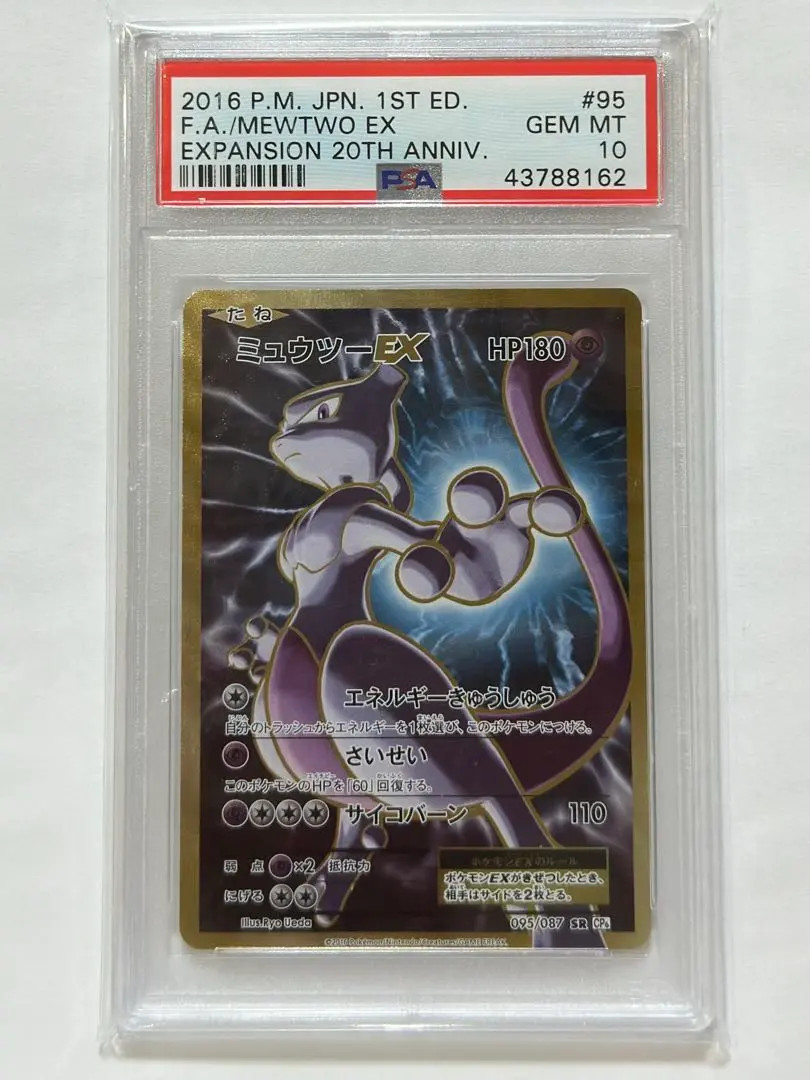 2016 P.M. JPN. 1ST ED. #95
F.A./MEWTWO EX GEM MT
EXPANSION 20TH ANNIV. 10
PSA 43788162
たね
ミュウツーEX HP180
エネルギーきゅうしゅう
自分のトラッシュからエネルギーを1枚選び、このポケモンにつける。
さいせい
このポケモンのHPを「60」回復する。
サイコバーン 110
弱点 ×2 抵抗力
ポケモンEXのルール
ポケモンEXがきぜつしたとき、
相手はサイドを2枚とる。
にげる
Illus.Ryo Ueda 095/087 SR CP6
©2016 Pokémon/Nintendo/Creatures/GAME FREAK.